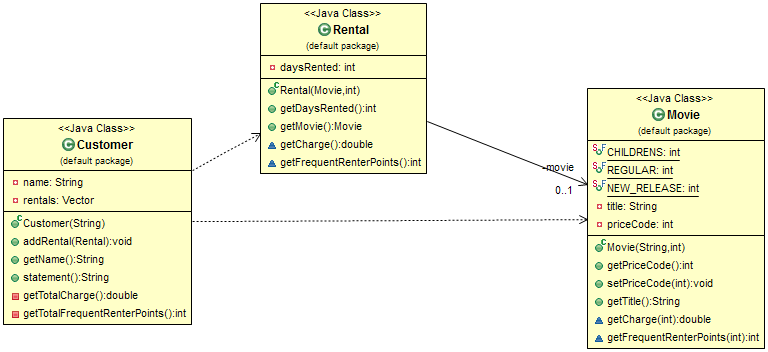 <<Java Class>>
Rental
(default package)
daysRented: int
Rental(Movie,int)
getDaysRented():int
getMovie():Movie
getCharge():double
getFrequentRenterPoints():int
<<Java Class>>
Customer
(default package)
name: String
rentals: Vector
Customer(String)
addRental(Rental):void
getName():String
statement():String
getTotalCharge():double
getTotalFrequentRenterPoints():int
-movie
0..1
<<Java Class>>
Movie
(default package)
CHILDRENS: int
REGULAR: int
NEW_RELEASE: int
title: String
priceCode: int
Movie(String,int)
getPriceCode():int
setPriceCode(int):void
getTitle():String
getCharge(int):double
getFrequentRenterPoints(int):int